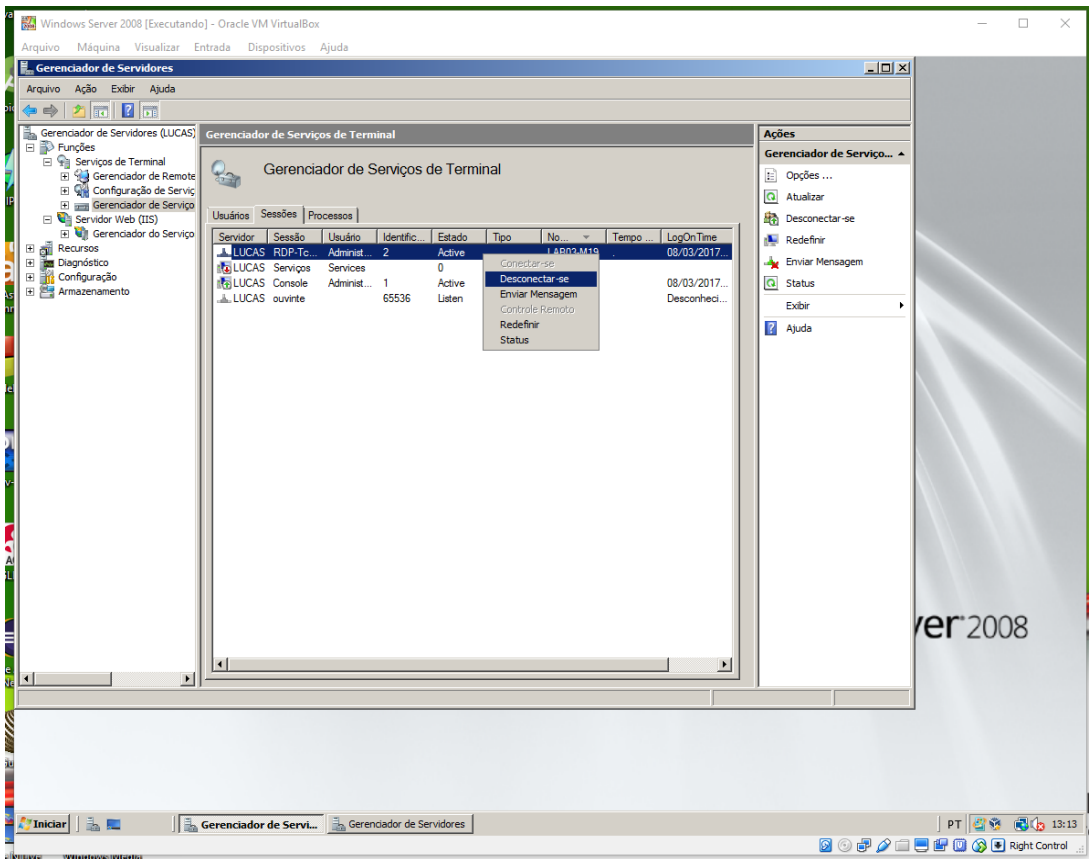 Windows Server 2008 [Executando] - Oracle VM VirtualBox
Arquivo Máquina Visualizar Entrada Dispositivos Ajuda
Gerenciador de Servidores
Arquivo Ação Exibir Ajuda
Gerenciador de Servidores (LUCAS)
Funções
Serviços de Terminal
Gerenciador de Remote
Configuração de Serviç
Gerenciador de Serviço
Servidor Web (IIS)
Gerenciador do Serviço
Recursos
Diagnóstico
Configuração
Armazenamento
Gerenciador de Serviços de Terminal
Gerenciador de Serviços de Terminal
Usuários Sessões Processos
Servidor Sessão Usuário Identific... Estado Tipo No... Tempo ... LogOnTime
LUCAS RDP-Tc... Administ... 2 Active LAB03-M19 . 08/03/2017...
LUCAS Serviços Services 0
LUCAS Console Administ... 1 Active 08/03/2017...
LUCAS ouvinte 65536 Listen Desconheci...
Conectar-se
Desconectar-se
Enviar Mensagem
Controle Remoto
Redefinir
Status
Ações
Gerenciador de Serviço...
Opções ...
Atualizar
Desconectar-se
Redefinir
Enviar Mensagem
Status
Exibir
Ajuda
er 2008
Iniciar Gerenciador de Servi... Gerenciador de Servidores PT 13:13
Right Control
Windows Media